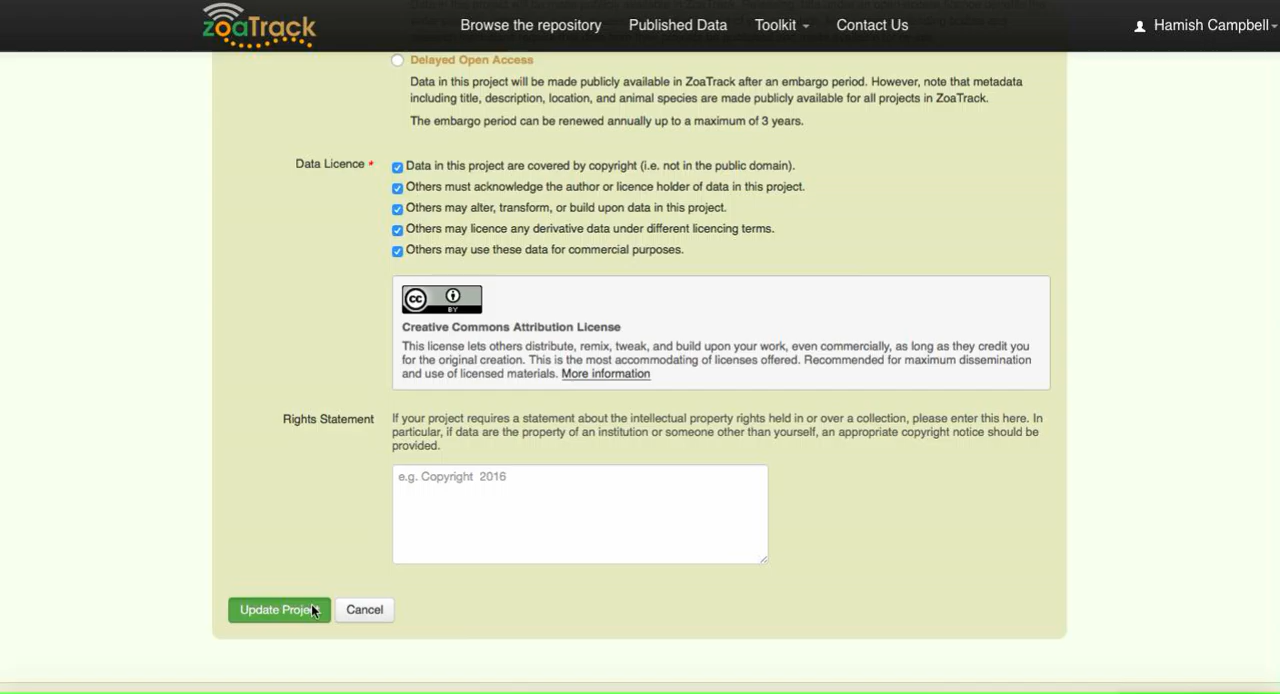 zoaTrack
Browse the repository
Published Data
Toolkit
Contact Us
Hamish Campbell
Delayed Open Access
Data in this project will be made publicly available in ZoaTrack after an embargo period. However, note that metadata
including title, description, location, and animal species are made publicly available for all projects in ZoaTrack.
The embargo period can be renewed annually up to a maximum of 3 years.
Data Licence *
Data in this project are covered by copyright (i.e. not in the public domain).
Others must acknowledge the author or licence holder of data in this project.
Others may alter, transform, or build upon data in this project.
Others may licence any derivative data under different licencing terms.
Others may use these data for commercial purposes.
cc
BY
Creative Commons Attribution License
This license lets others distribute, remix, tweak, and build upon your work, even commercially, as long as they credit you
for the original creation. This is the most accommodating of licenses offered. Recommended for maximum dissemination
and use of licensed materials. More information
Rights Statement
If your project requires a statement about the intellectual property rights held in or over a collection, please enter this here. In
particular, if data are the property of an institution or someone other than yourself, an appropriate copyright notice should be
provided.
e.g. Copyright 2016
Update Project
Cancel